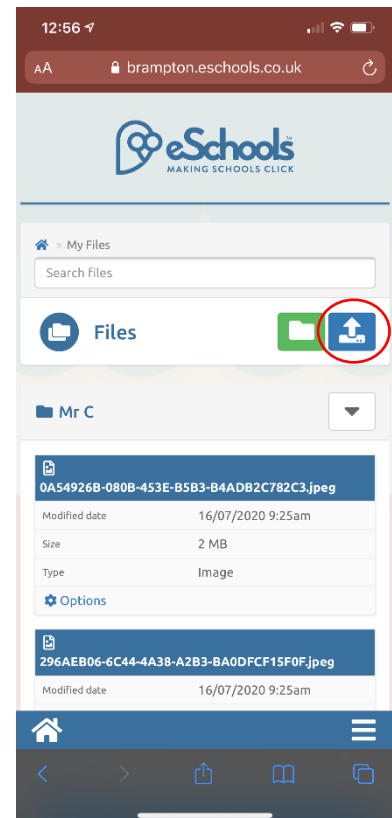 12:56
AA brampton.eschools.co.uk
eSchools
MAKING SCHOOLS CLICK
» My Files
Search files
Files
Mr C
0A54926B-080B-453E-B5B3-B4ADB2C782C3.jpeg
Modified date 16/07/2020 9:25am
Size 2 MB
Type Image
Options
296AEB06-6C44-4A38-A2B3-BA0DFCF15F0F.jpeg
Modified date 16/07/2020 9:25am